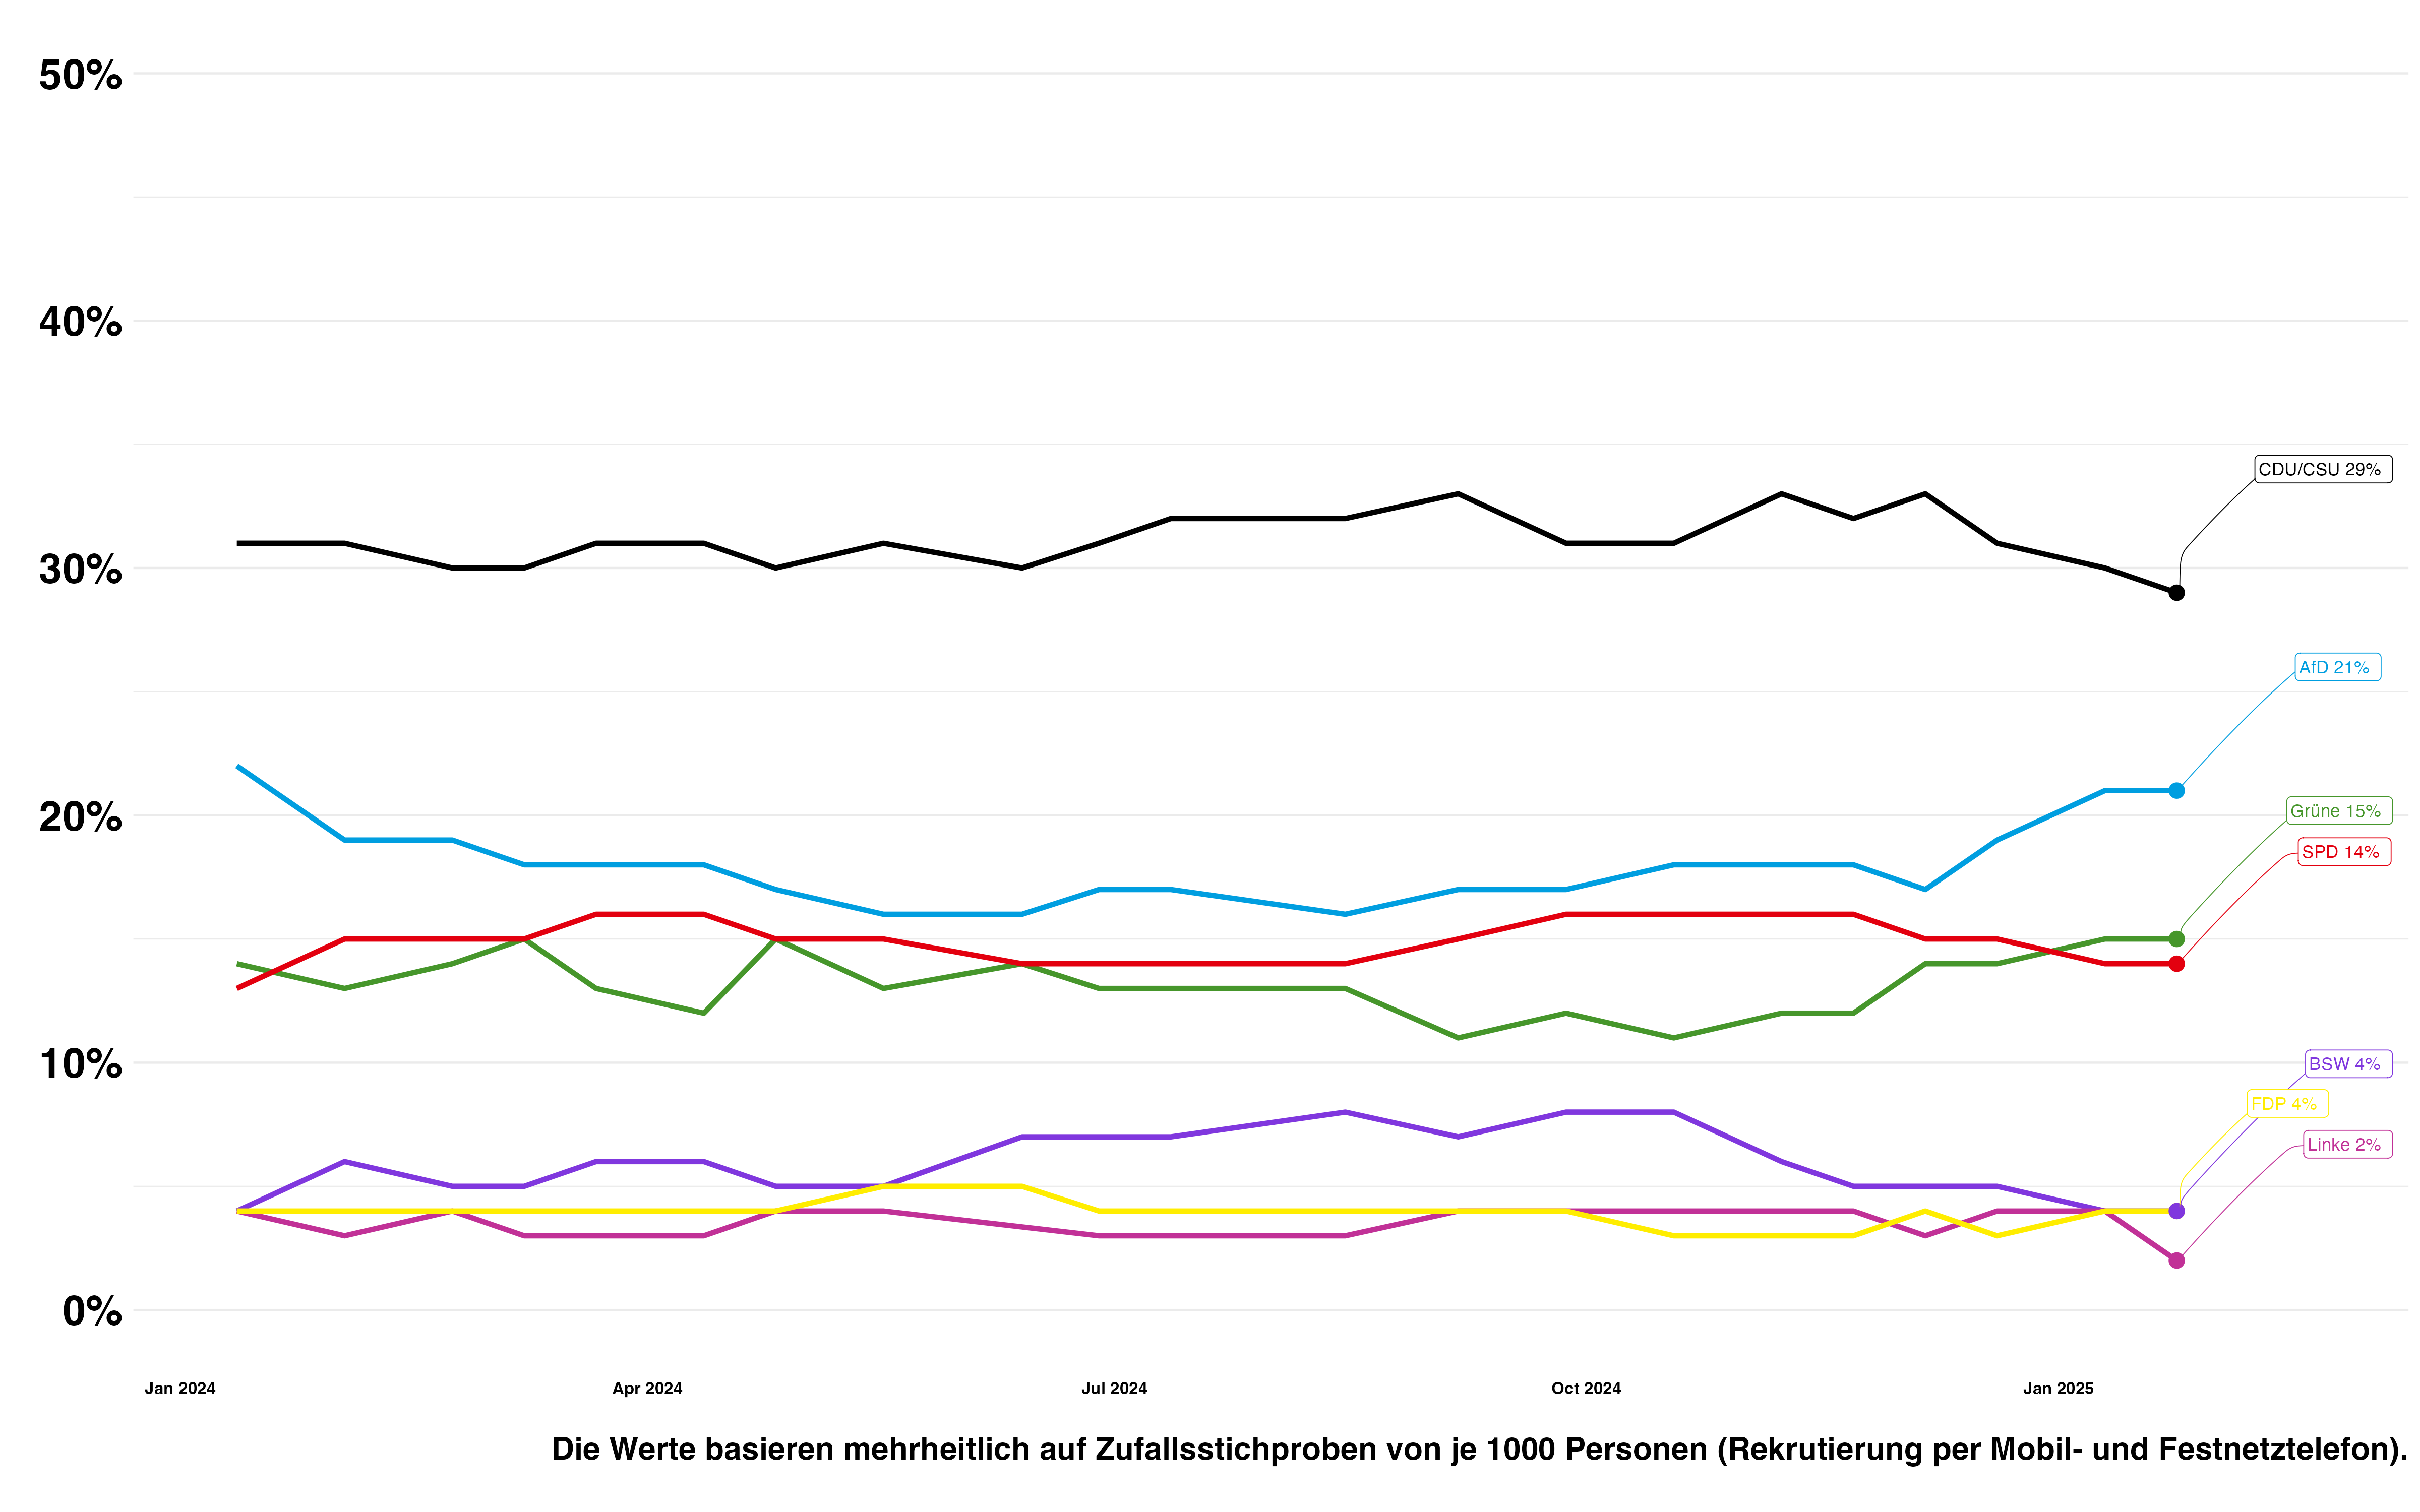 50%
40%
30%
20%
10%
0%
CDU/CSU 29%
AfD 21%
Grüne 15%
SPD 14%
BSW 4%
FDP 4%
Linke 2%
Jan 2024
Apr 2024
Jul 2024
Oct 2024
Jan 2025
Die Werte basieren mehrheitlich auf Zufallsstichproben von je 1000 Personen (Rekrutierung per Mobil- und Festnetztelefon).